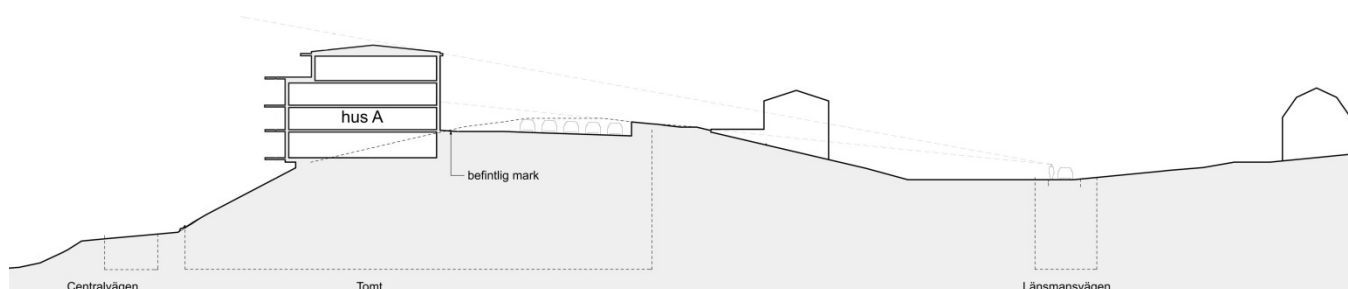 hus A
befintlig mark
Centralvägen
Tomt
Länsmansvägen